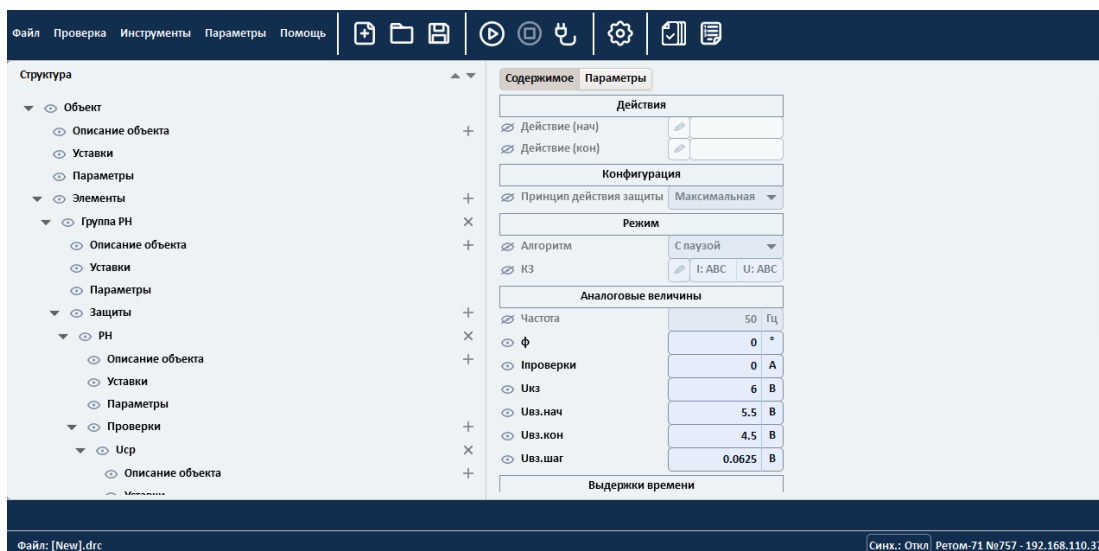 Файл Проверка Инструменты Параметры Помощь
Структура
Объект
Описание объекта
Уставки
Параметры
Элементы
Группа РН
Описание объекта
Уставки
Параметры
Защиты
РН
Описание объекта
Уставки
Параметры
Проверки
Uср
Описание объекта
Уставки
Содержимое Параметры
Действия
Действие (нач)
Действие (кон)
Конфигурация
Принцип действия защиты Максимальная
Режим
Алгоритм С паузой
КЗ I: ABC U: ABC
Аналоговые величины
Частота 50 Гц
ф 0 °
Iпроверки 0 А
Uкз 6 В
Uвз.нач 5.5 В
Uвз.кон 4.5 В
Uвз.шаг 0.0625 В
Выдержки времени
Файл: [New].drc
Синх.: Откл Ретом-71 №757 - 192.168.110.37